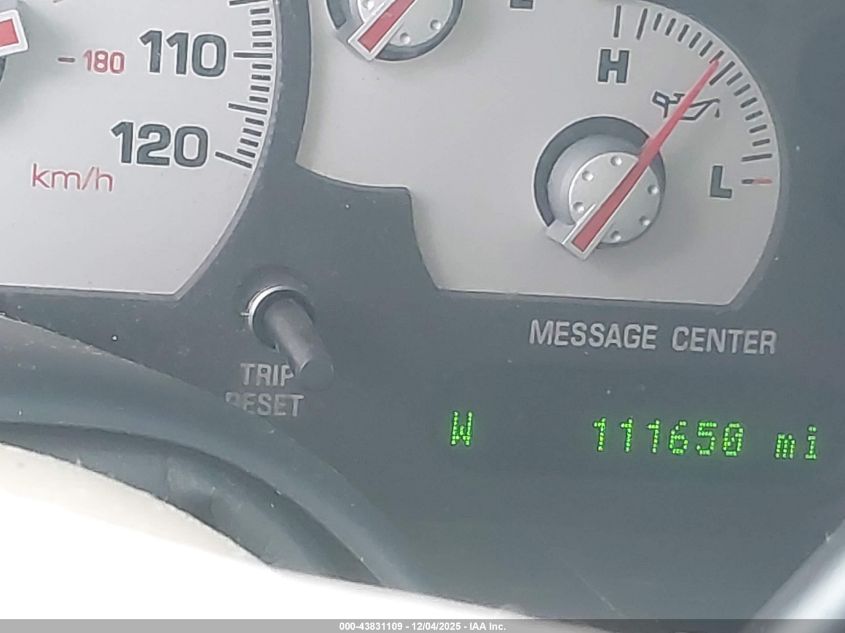 110
180
120
km/h
H
L
MESSAGE CENTER
TRIP
RESET
W 111650 mi
000-43831109 - 12/04/2025 - IAA Inc.